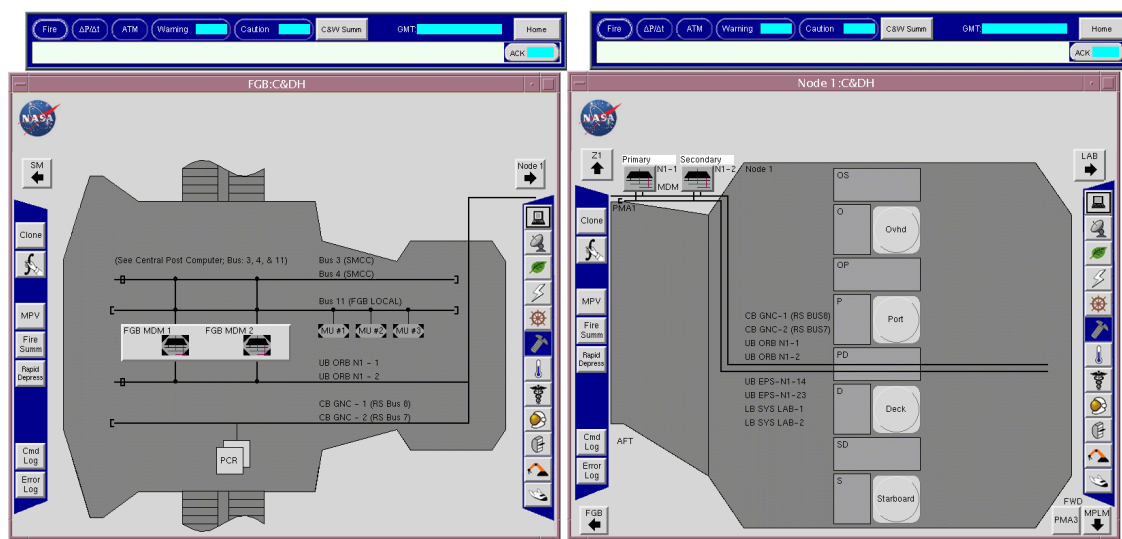 Fire ΔP/Δt ATM Warning Caution C&W Summ GMT: Home
ACK
FGB:C&DH
NASA
SM
Node 1
Clone
(See Central Post Computer; Bus: 3, 4, & 11)
Bus 3 (SMCC)
Bus 4 (SMCC)
Bus 11 (FGB LOCAL)
MPV
FGB MDM 1 FGB MDM 2
MU #1 MU #2 MU #3
Fire
Summ
Rapid
Depress
UB ORB N1 - 1
UB ORB N1 - 2
CB GNC - 1 (RS Bus 8)
CB GNC - 2 (RS Bus 7)
PCR
Cmd
Log
Error
Log
Fire ΔP/Δt ATM Warning Caution C&W Summ GMT: Home
ACK
Node 1:C&DH
NASA
Z1
LAB
Primary Secondary
N1-1 N1-2
MDM
Node 1
PMA1
OS
Clone
O
Ovhd
OP
MPV
P
Port
Fire
Summ
CB GNC-1 (RS BUS8)
CB GNC-2 (RS BUS7)
UB ORB N1-1
UB ORB N1-2
PD
Rapid
Depress
UB EPS-N1-14
UB EPS-N1-23
LB SYS LAB-1
LB SYS LAB-2
D
Deck
AFT
SD
Cmd
Log
Error
Log
S
Starboard
FWD
FGB
PMA3
MPLM